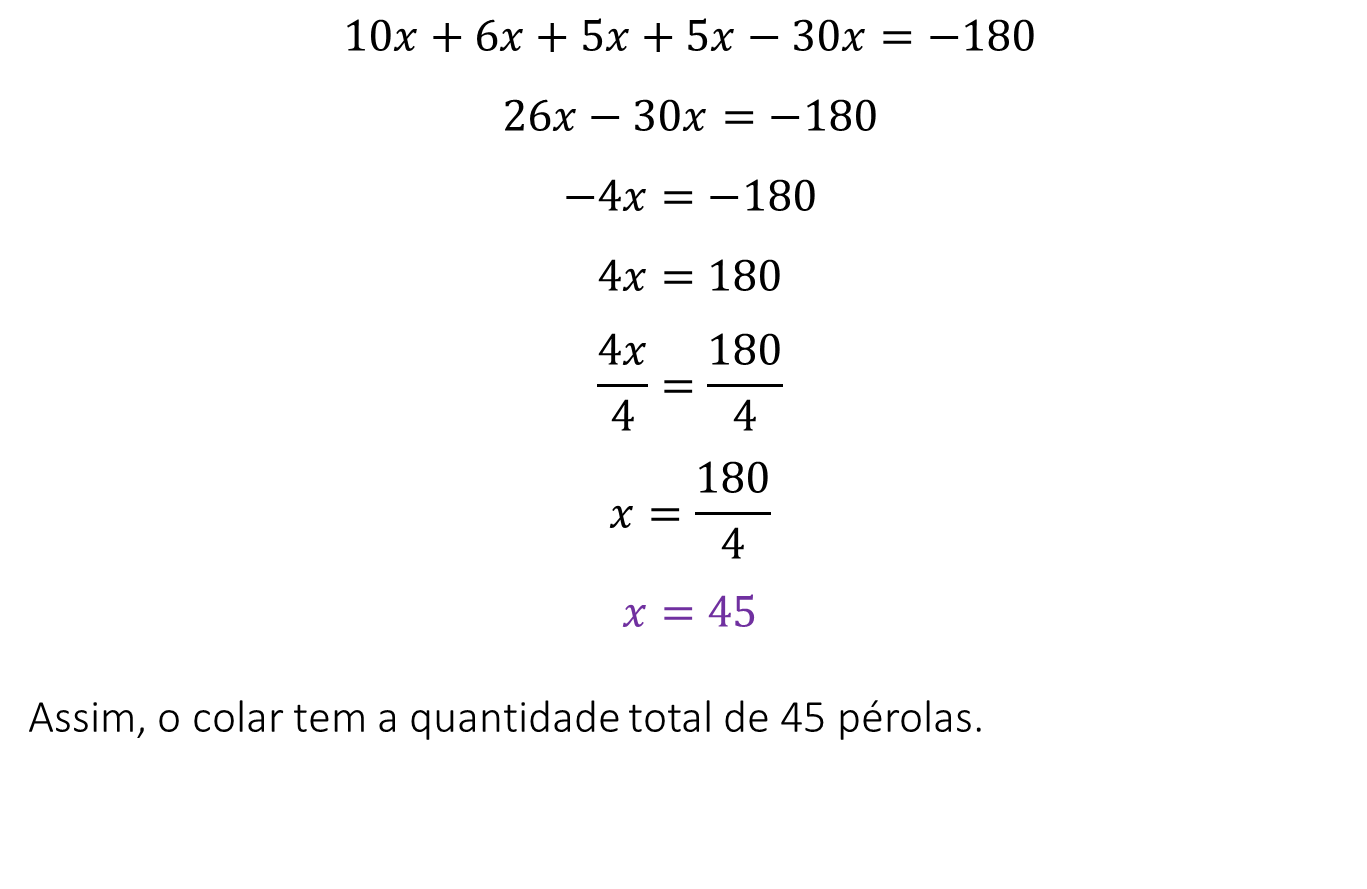 10x + 6x + 5x + 5x − 30x = −180
26x − 30x = −180
−4x = −180
4x = 180
4x/4 = 180/4
x = 180/4
x = 45
Assim, o colar tem a quantidade total de 45 pérolas.